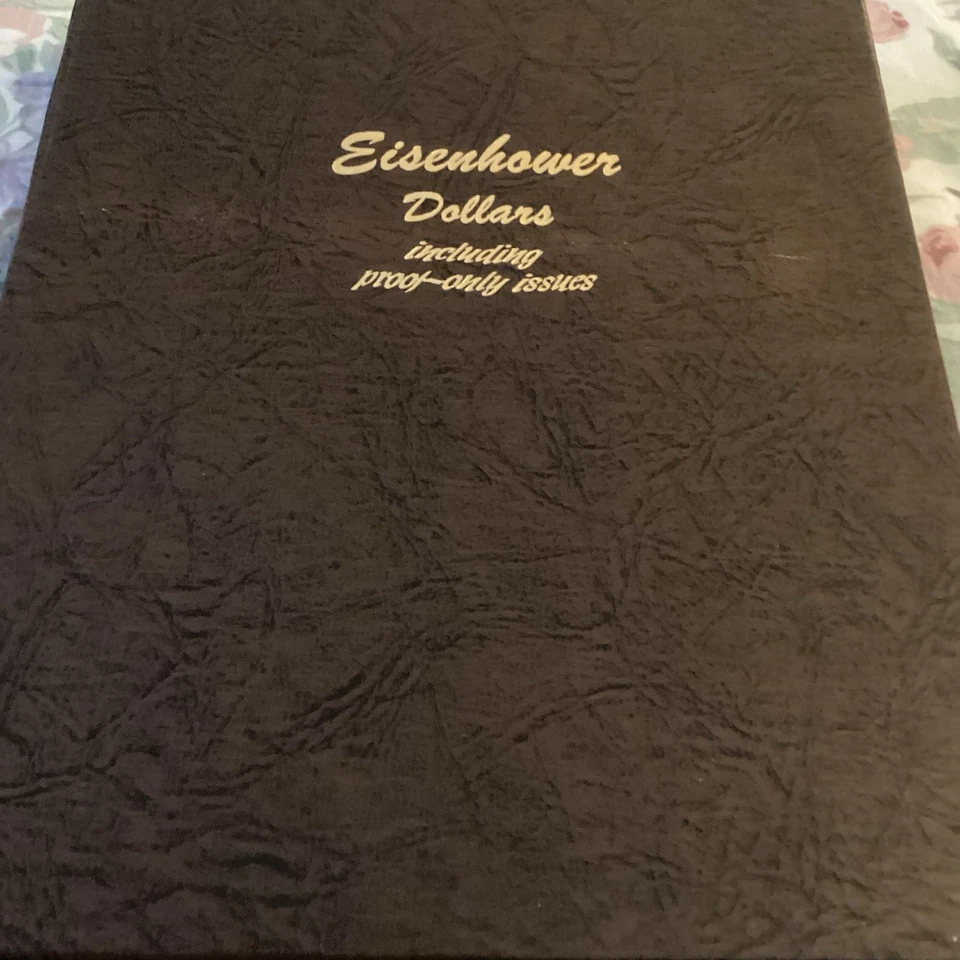 Eisenhower
Dollars
including
proof-only issues